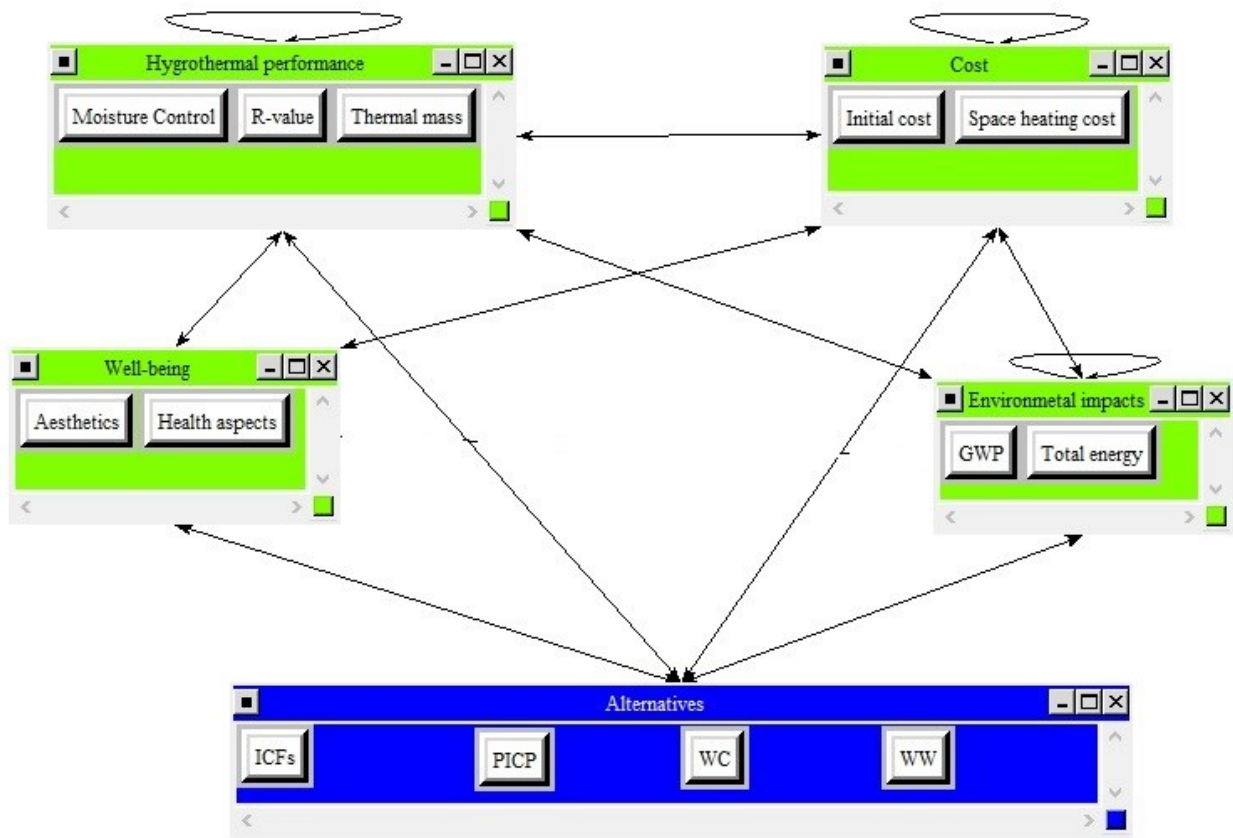 Hygrothermal performance
Moisture Control
R-value
Thermal mass
Cost
Initial cost
Space heating cost
Well-being
Aesthetics
Health aspects
Environmetal impacts
GWP
Total energy
Alternatives
ICFs
PICP
WC
WW